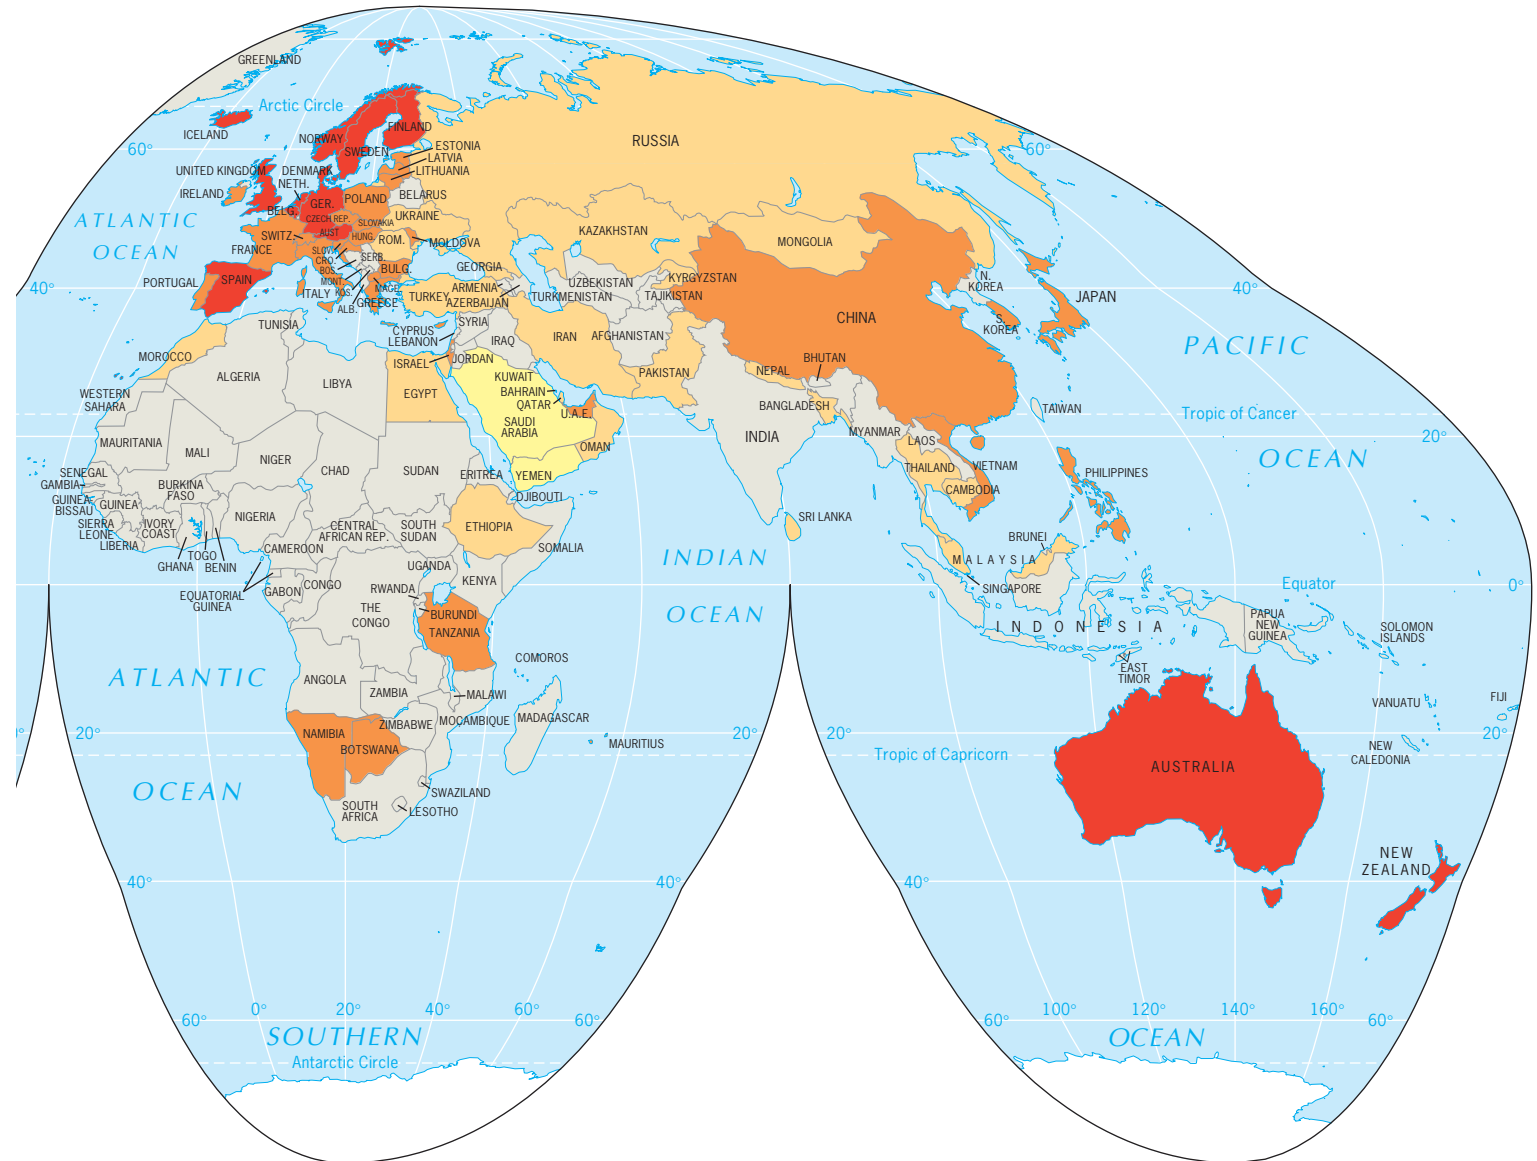 GREENLAND
Arctic Circle
ICELAND
NORWAY
FINLAND
SWEDEN
RUSSIA
60°
60°
ESTONIA
LATVIA
LITHUANIA
UNITED KINGDOM
DENMARK
NETH.
IRELAND
BELG.
GER.
POLAND
BELARUS
CZECH REP.
SLOVAKIA
UKRAINE
ATLANTIC
OCEAN
SWITZ.
AUST
HUNG.
ROM.
MOLDOVA
FRANCE
SLOV.
CRO.
BOS.
SERB.
MONT.
KOS.
BULG.
MACE.
GEORGIA
PORTUGAL
SPAIN
ITALY
ALB.
GREECE
TURKEY
ARMENIA
AZERBAIJAN
KAZAKHSTAN
MONGOLIA
UZBEKISTAN
TURKMENISTAN
KYRGYZSTAN
TAJIKISTAN
N.
KOREA
S.
KOREA
JAPAN
CHINA
40°
40°
TUNISIA
CYPRUS
LEBANON
SYRIA
IRAQ
IRAN
AFGHANISTAN
MOROCCO
ISRAEL
JORDAN
PAKISTAN
NEPAL
BHUTAN
PACIFIC
OCEAN
ALGERIA
LIBYA
EGYPT
KUWAIT
BAHRAIN
QATAR
U.A.E.
SAUDI
ARABIA
OMAN
YEMEN
WESTERN
SAHARA
BANGLADESH
INDIA
MYANMAR
LAOS
TAIWAN
Tropic of Cancer
20°
MAURITANIA
MALI
NIGER
CHAD
SUDAN
ERITREA
DJIBOUTI
THAILAND
VIETNAM
CAMBODIA
PHILIPPINES
SENEGAL
GAMBIA
GUINEA
BISSAU
GUINEA
SIERRA
LEONE
LIBERIA
BURKINA
FASO
IVORY
COAST
GHANA
TOGO
BENIN
NIGERIA
CENTRAL
AFRICAN REP.
SOUTH
SUDAN
ETHIOPIA
SOMALIA
SRI LANKA
BRUNEI
MALAYSIA
SINGAPORE
CAMEROON
EQUATORIAL
GUINEA
GABON
CONGO
UGANDA
KENYA
RWANDA
BURUNDI
THE
CONGO
TANZANIA
INDIAN
OCEAN
Equator
0°
INDONESIA
PAPUA
NEW
GUINEA
SOLOMON
ISLANDS
EAST
TIMOR
ATLANTIC
OCEAN
ANGOLA
ZAMBIA
MALAWI
COMOROS
MOCAMBIQUE
MADAGASCAR
ZIMBABWE
NAMIBIA
BOTSWANA
MAURITIUS
VANUATU
FIJI
NEW
CALEDONIA
20°
20°
20°
20°
Tropic of Capricorn
SOUTH
AFRICA
SWAZILAND
LESOTHO
AUSTRALIA
NEW
ZEALAND
40°
40°
40°
60°
0°
20°
40°
60°
60°
60°
100°
120°
140°
160°
60°
SOUTHERN
OCEAN
Antarctic Circle